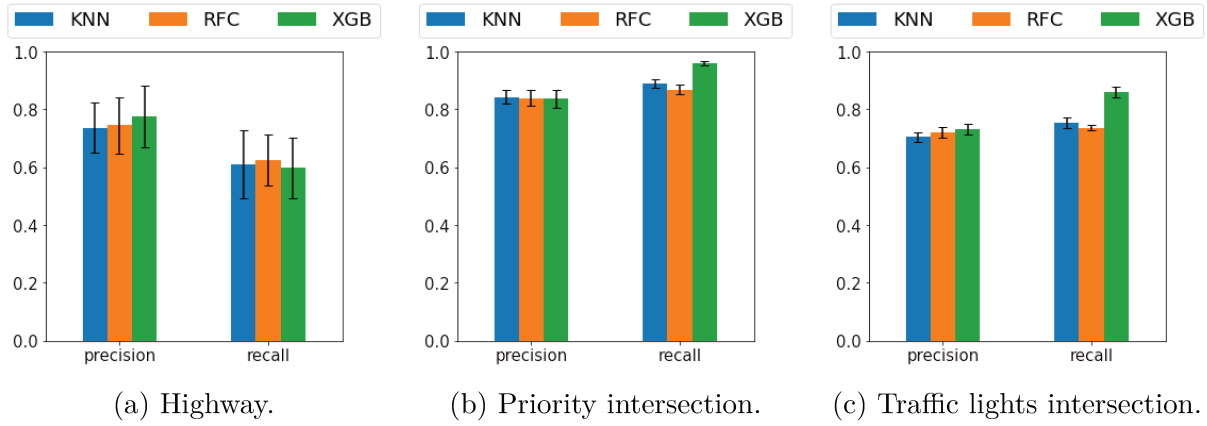 KNN RFC XGB
1.0
0.8
0.6
0.4
0.2
0.0
precision recall
(a) Highway.
KNN RFC XGB
1.0
0.8
0.6
0.4
0.2
0.0
precision recall
(b) Priority intersection.
KNN RFC XGB
1.0
0.8
0.6
0.4
0.2
0.0
precision recall
(c) Traffic lights intersection.